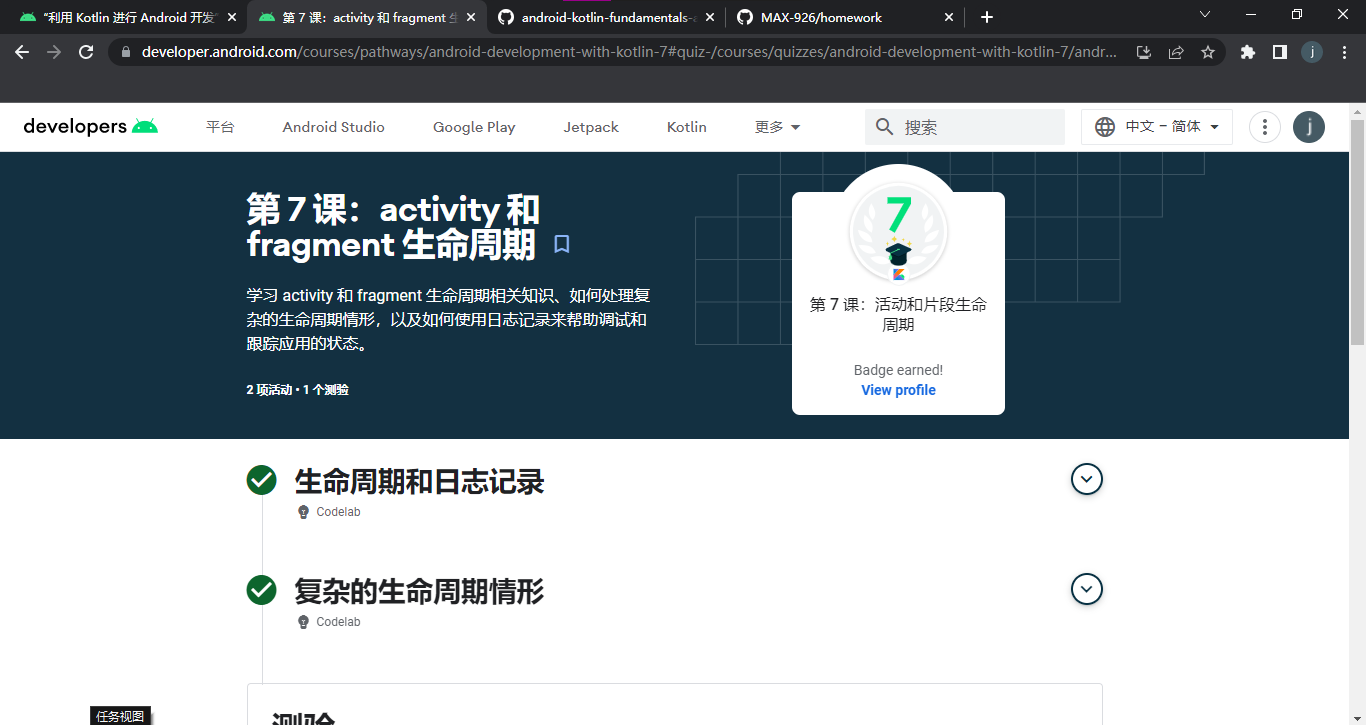 “利用 Kotlin 进行 Android 开发”
第 7 课：activity 和 fragment 生
android-kotlin-fundamentals-a
MAX-926/homework
developer.android.com/courses/pathways/android-development-with-kotlin-7#quiz-/courses/quizzes/android-development-with-kotlin-7/andr...
j
developers
平台
Android Studio
Google Play
Jetpack
Kotlin
更多
搜索
中文 – 简体
j
第 7 课：activity 和
fragment 生命周期
学习 activity 和 fragment 生命周期相关知识、如何处理复
杂的生命周期情形，以及如何使用日志记录来帮助调试和
跟踪应用的状态。
2 项活动 • 1 个测验
7
第 7 课：活动和片段生命
周期
Badge earned!
View profile
生命周期和日志记录
Codelab
复杂的生命周期情形
Codelab
测验
任务视图